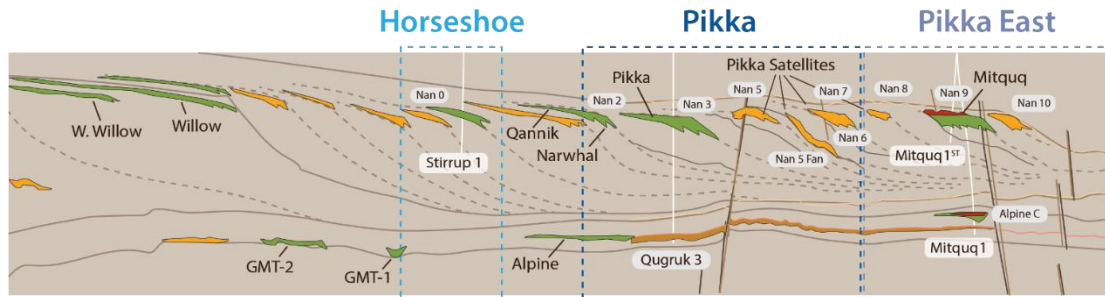 Horseshoe
Pikka
Pikka East
Pikka Satellites
Pikka
Mitquq
Nan 0
Nan 2
Nan 3
Nan 5
Nan 7
Nan 8
Nan 9
Nan 10
W. Willow
Willow
Qannik
Narwhal
Stirrup 1
Nan 6
Nan 5 Fan
Mitquq 1ST
Alpine C
GMT-2
GMT-1
Alpine
Qugruk 3
Mitquq 1